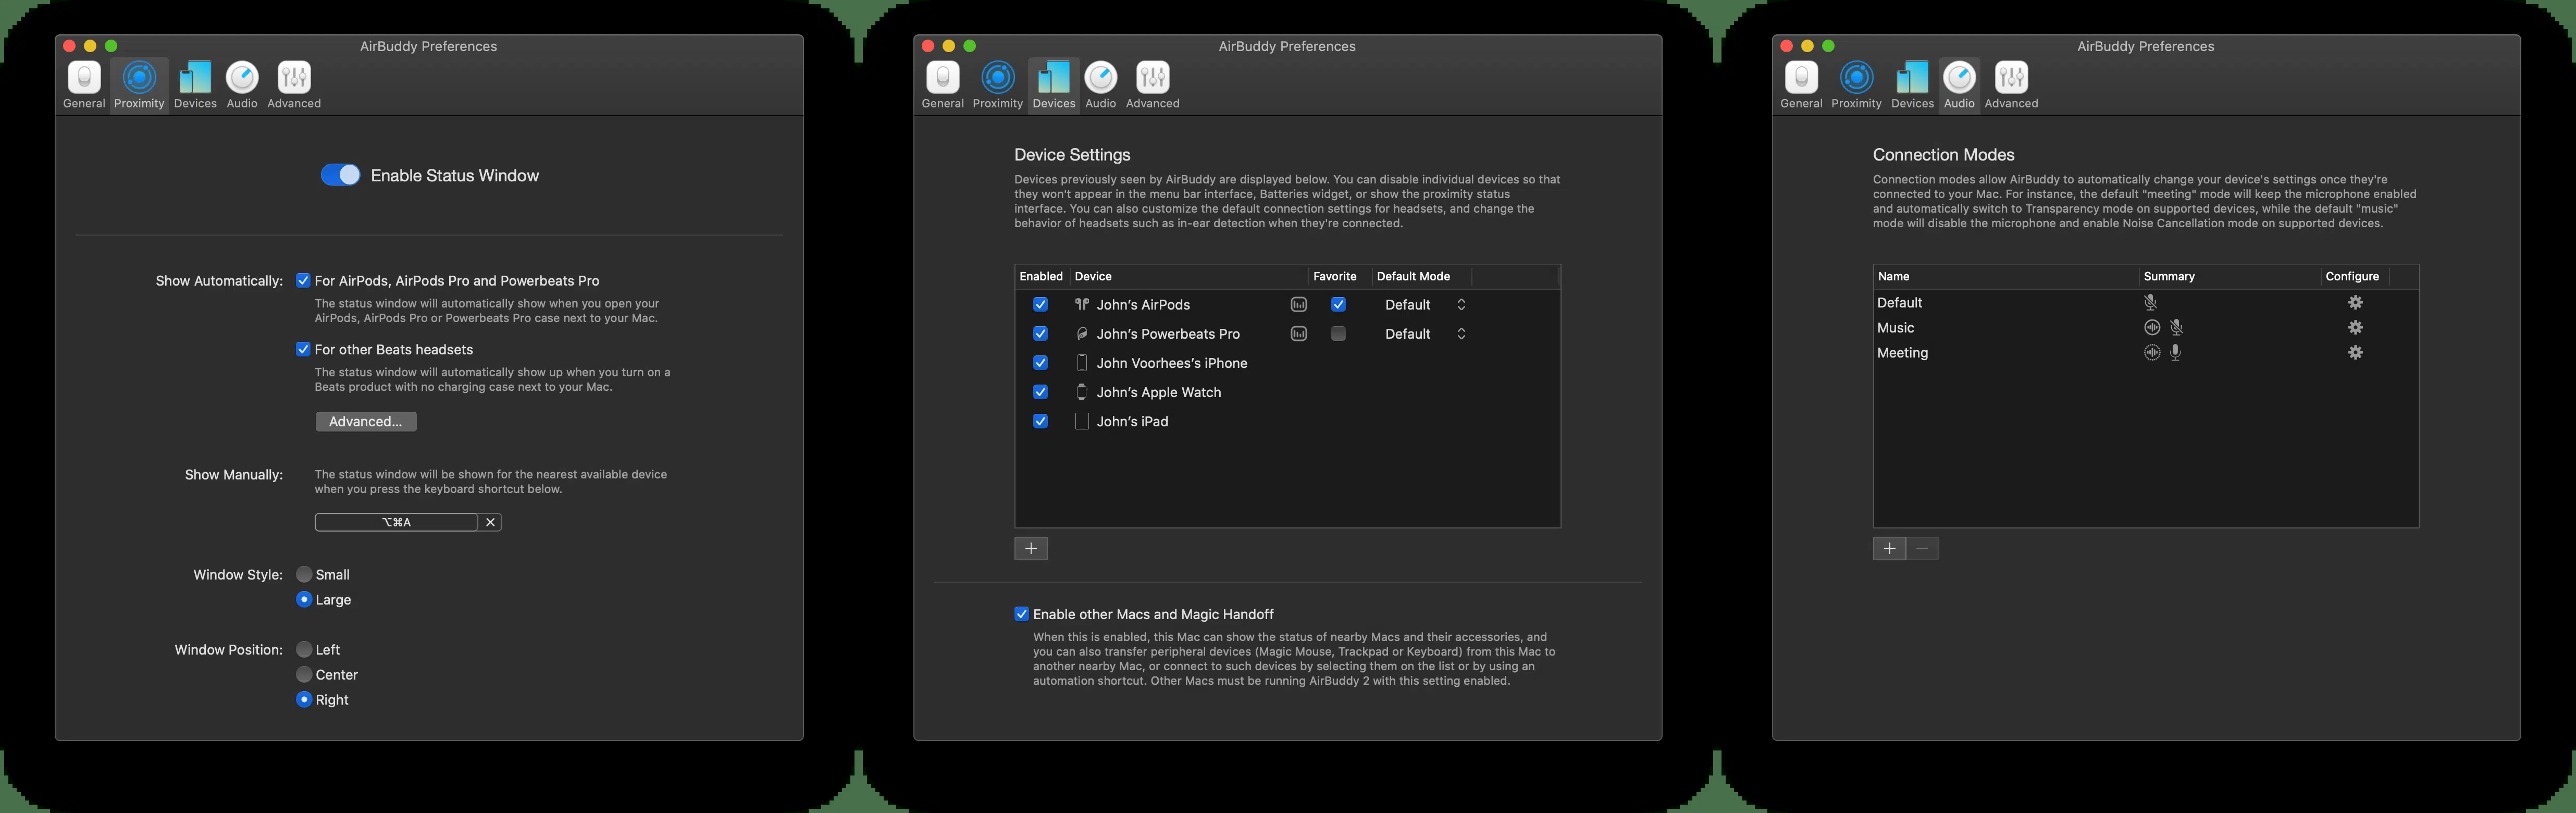 AirBuddy Preferences
General Proximity Devices Audio Advanced
Enable Status Window
Show Automatically: For AirPods, AirPods Pro and Powerbeats Pro
The status window will automatically show when you open your
AirPods, AirPods Pro or Powerbeats Pro case next to your Mac.
For other Beats headsets
The status window will automatically show up when you turn on a
Beats product with no charging case next to your Mac.
Advanced...
Show Manually: The status window will be shown for the nearest available device
when you press the keyboard shortcut below.
⌥⌘A
Window Style: Small
Large
Window Position: Left
Center
Right
AirBuddy Preferences
General Proximity Devices Audio Advanced
Device Settings
Devices previously seen by AirBuddy are displayed below. You can disable individual devices so that
they won't appear in the menu bar interface, Batteries widget, or show the proximity status
interface. You can also customize the default connection settings for headsets, and change the
behavior of headsets such as in-ear detection when they're connected.
Enabled Device Favorite Default Mode
John's AirPods Default
John's Powerbeats Pro Default
John Voorhees's iPhone
John's Apple Watch
John's iPad
Enable other Macs and Magic Handoff
When this is enabled, this Mac can show the status of nearby Macs and their accessories, and
you can also transfer peripheral devices (Magic Mouse, Trackpad or Keyboard) from this Mac to
another nearby Mac, or connect to such devices by selecting them on the list or by using an
automation shortcut. Other Macs must be running AirBuddy 2 with this setting enabled.
AirBuddy Preferences
General Proximity Devices Audio Advanced
Connection Modes
Connection modes allow AirBuddy to automatically change your device's settings once they're
connected to your Mac. For instance, the default "meeting" mode will keep the microphone enabled
and automatically switch to Transparency mode on supported devices, while the default "music"
mode will disable the microphone and enable Noise Cancellation mode on supported devices.
Name Summary Configure
Default
Music
Meeting